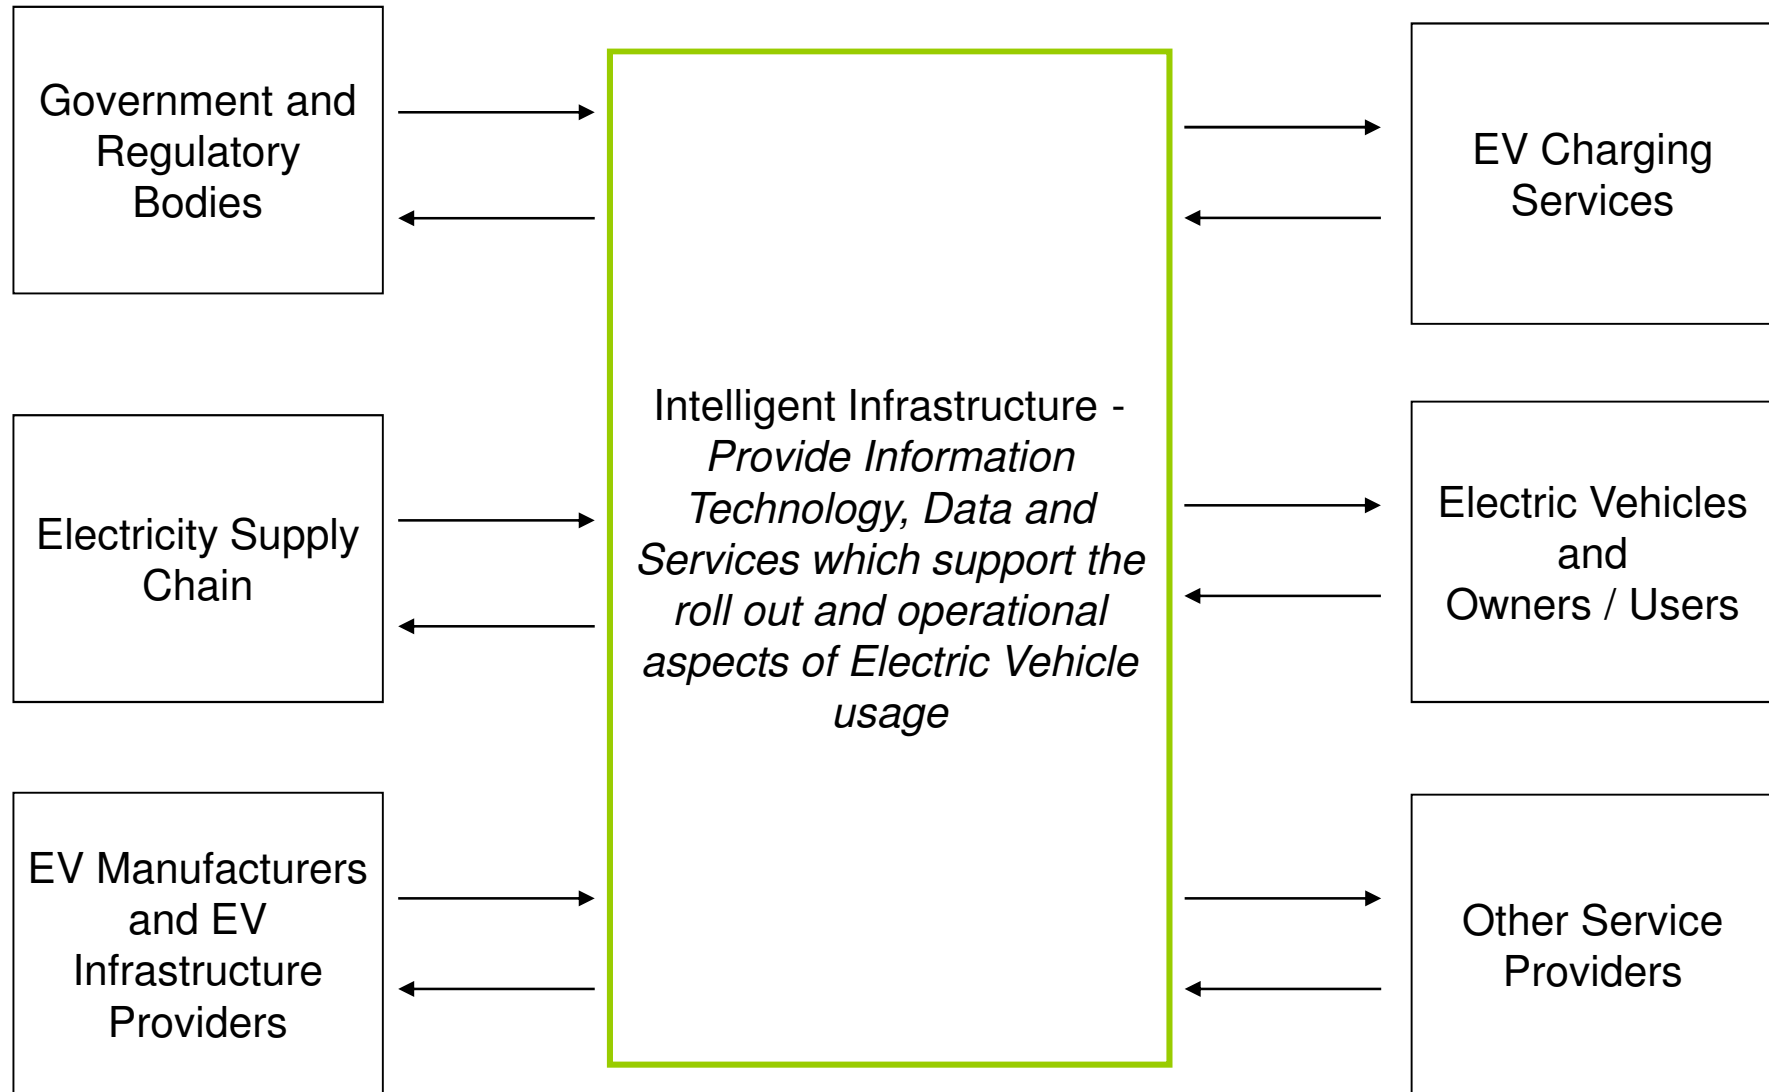 Government and
Regulatory
Bodies
Electricity Supply
Chain
EV Manufacturers
and EV
Infrastructure
Providers
Intelligent Infrastructure -
Provide Information
Technology, Data and
Services which support the
roll out and operational
aspects of Electric Vehicle
usage
EV Charging
Services
Electric Vehicles
and
Owners / Users
Other Service
Providers